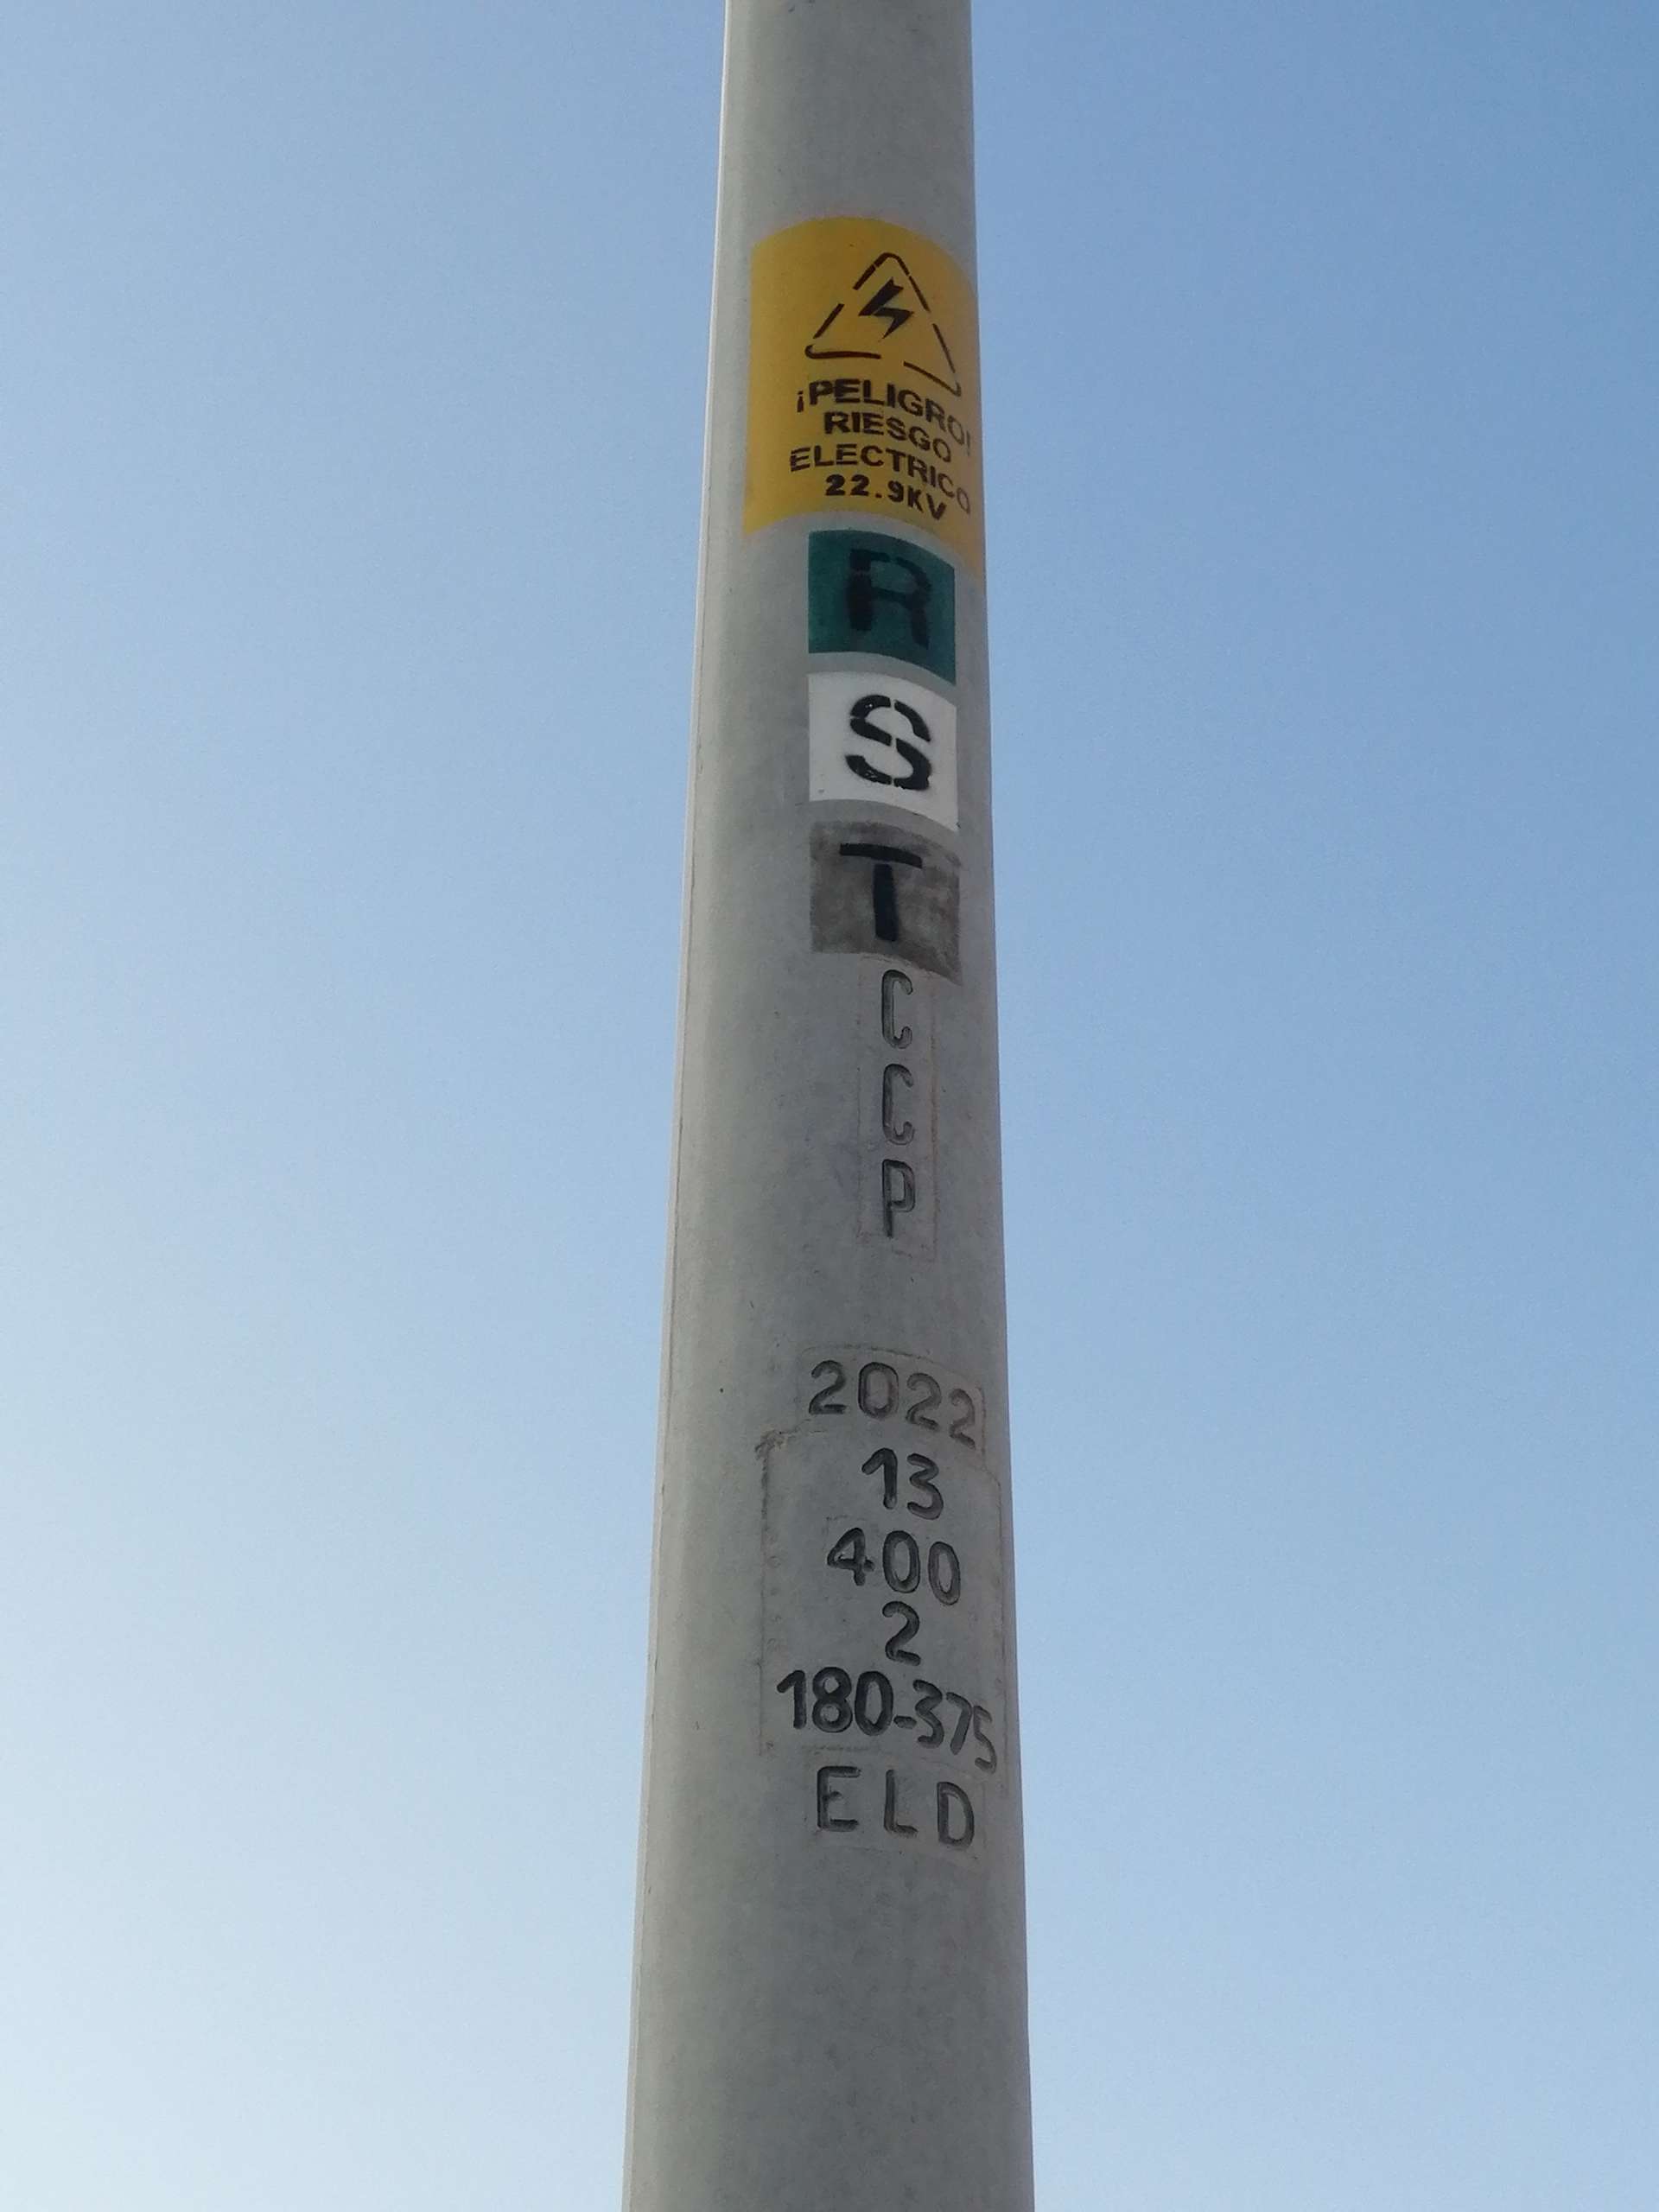 ¡PELIGRO!
RIESGO
ELECTRICO
22.9KV
R
S
T
C
C
P
2022
13
400
2
180-375
ELD